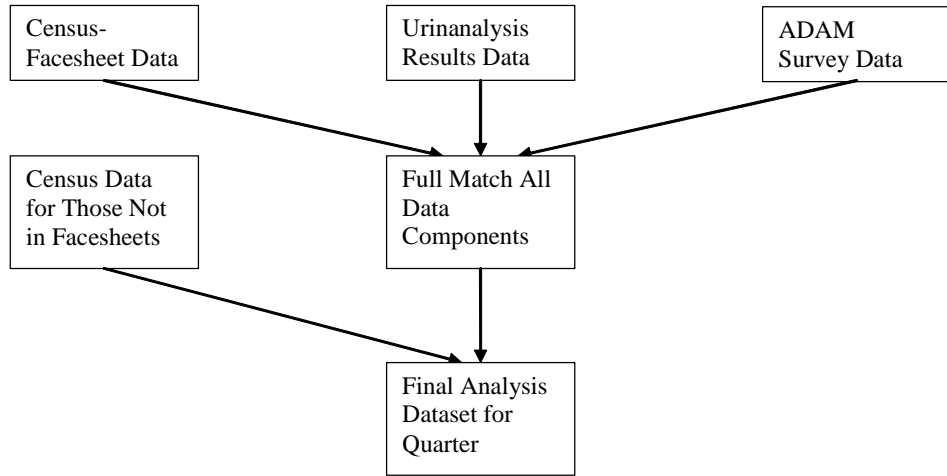 Census-
Facesheet Data
Urinanalysis
Results Data
ADAM
Survey Data
Census Data
for Those Not
in Facesheets
Full Match All
Data
Components
Final Analysis
Dataset for
Quarter